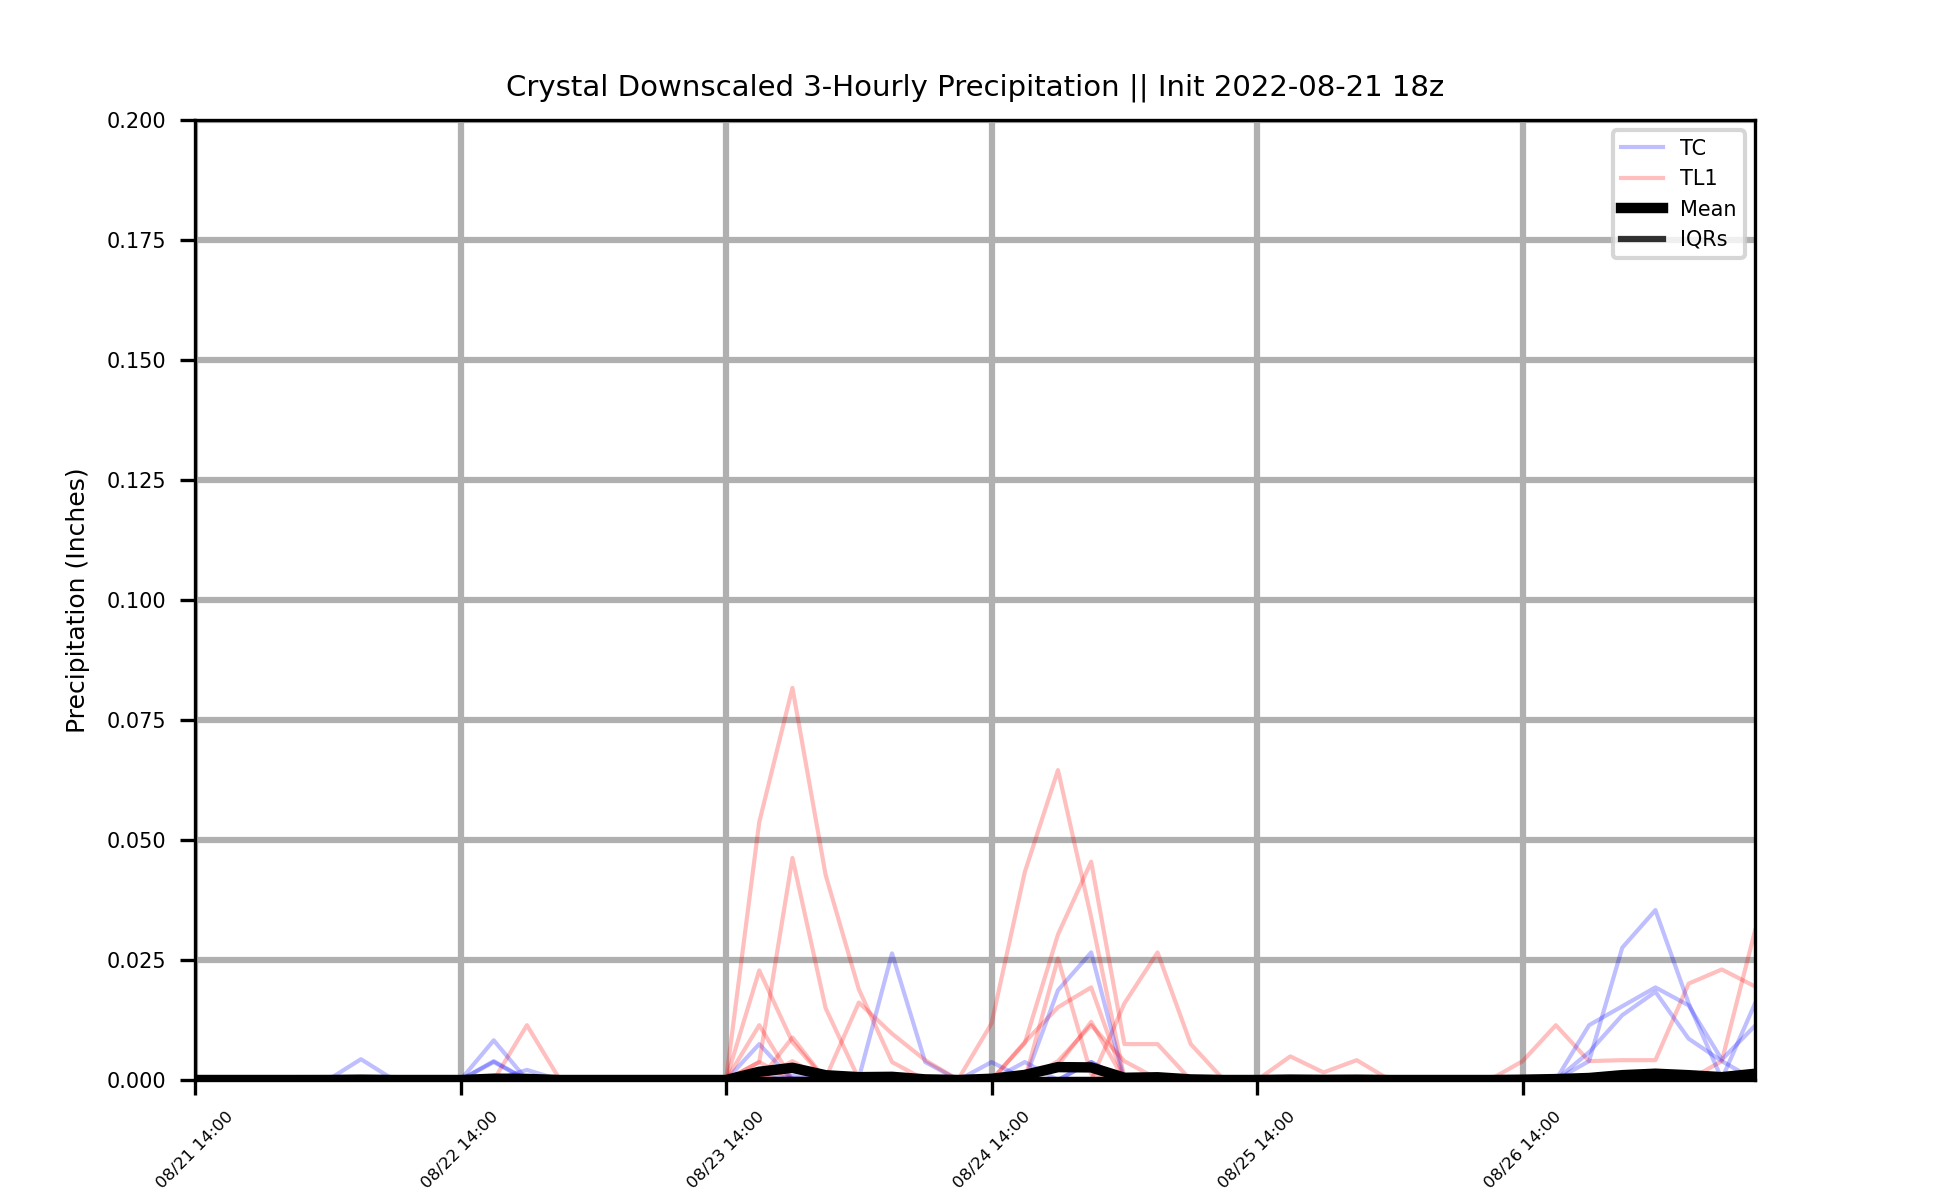 Crystal Downscaled 3-Hourly Precipitation || Init 2022-08-21 18z
TC
TL1
Mean
IQRs
Precipitation (Inches)
0.200
0.175
0.150
0.125
0.100
0.075
0.050
0.025
0.000
08/21 14:00
08/22 14:00
08/23 14:00
08/24 14:00
08/25 14:00
08/26 14:00